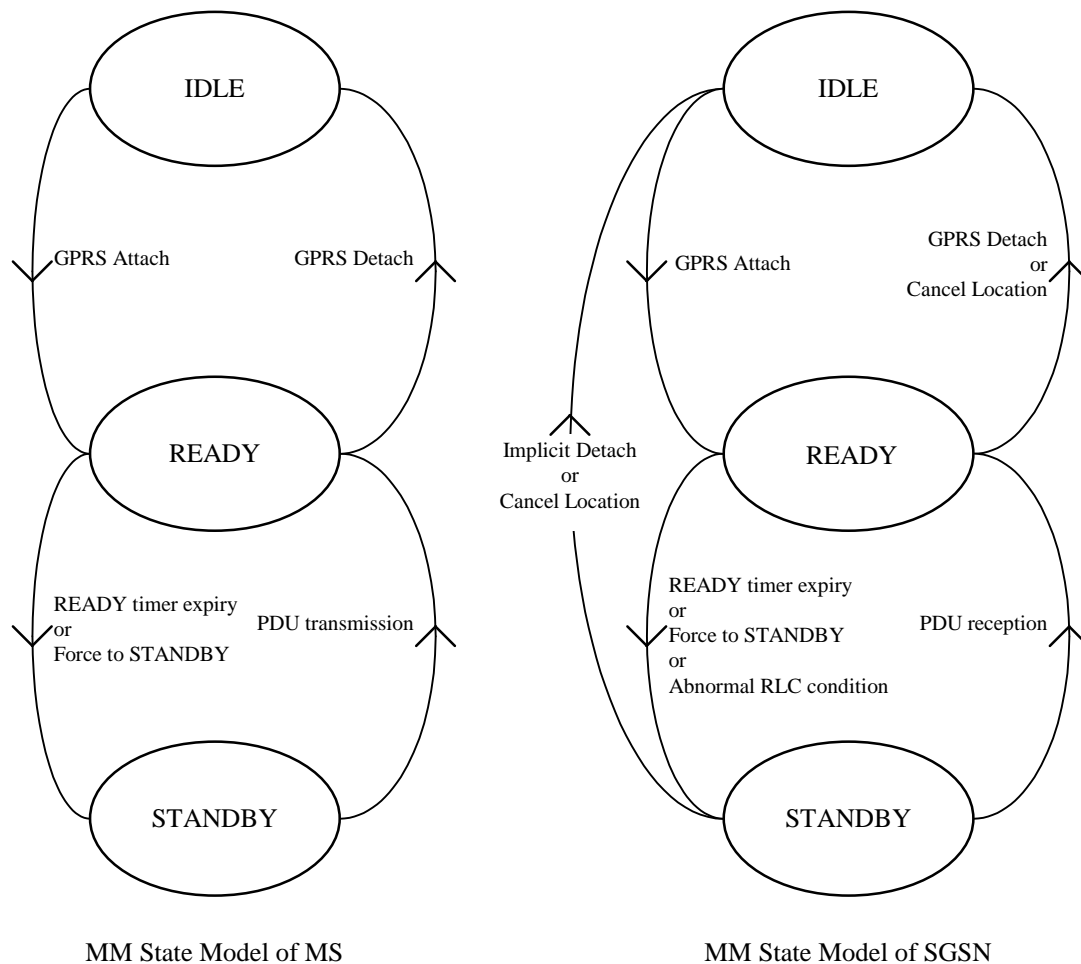 IDLE
GPRS Attach
GPRS Detach
READY
READY timer expiry
or
Force to STANDBY
PDU transmission
STANDBY
MM State Model of MS
IDLE
GPRS Attach
GPRS Detach
or
Cancel Location
Implicit Detach
or
Cancel Location
READY
READY timer expiry
or
Force to STANDBY
or
Abnormal RLC condition
PDU reception
STANDBY
MM State Model of SGSN